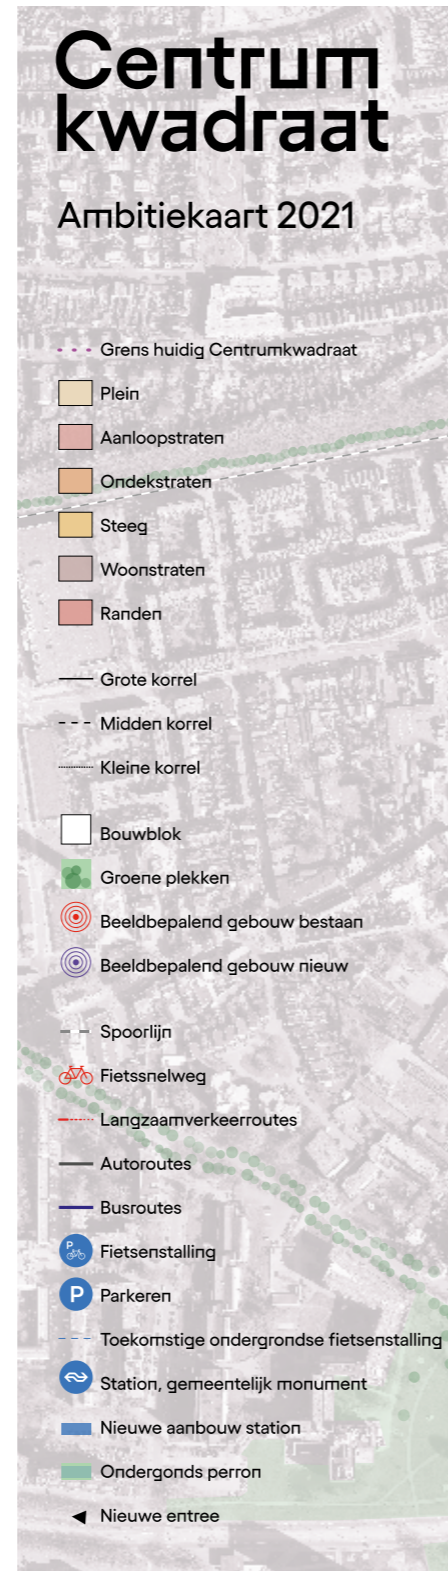 Centrum
kwadraat
Ambitiekaart 2021
Grens huidig Centrumkwadraat
Plein
Aanloopstraten
Ondekstraten
Steeg
Woonstraten
Randen
Grote korrel
Midden korrel
Kleine korrel
Bouwblok
Groene plekken
Beeldbepalend gebouw bestaan
Beeldbepalend gebouw nieuw
Spoorlijn
Fietssnelweg
Langzaamverkeerroutes
Autoroutes
Busroutes
P Fietsenstalling
P Parkeren
Toekomstige ondergrondse fietsenstalling
Station, gemeentelijk monument
Nieuwe aanbouw station
Ondergonds perron
Nieuwe entree